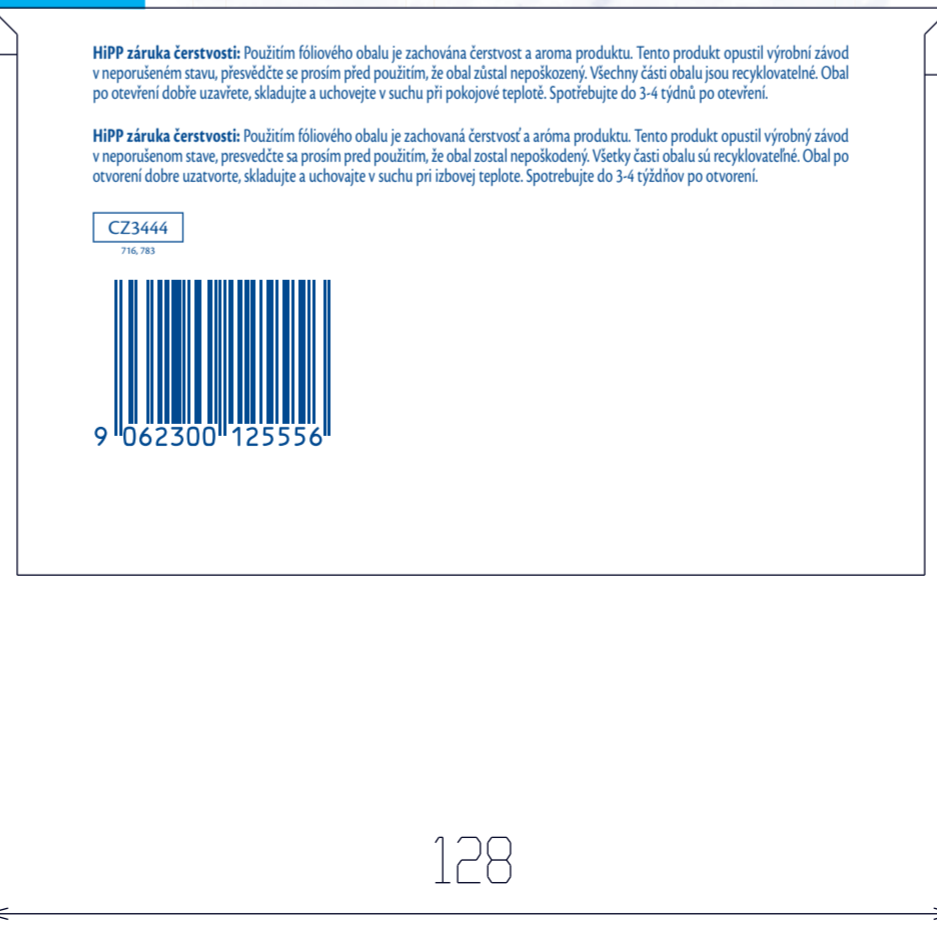 HiPP záruka čerstvosti: Použitím fóliového obalu je zachována čerstvost a aroma produktu. Tento produkt opustil výrobní závod
v neporušeném stavu, přesvědčte se prosím před použitím, že obal zůstal nepoškozený. Všechny části obalu jsou recyklovatelné. Obal
po otevření dobře uzavřete, skladujte a uchovejte v suchu při pokojové teplotě. Spotřebujte do 3-4 týdnů po otevření.
HiPP záruka čerstvosti: Použitím fóliového obalu je zachovaná čerstvosť a aróma produktu. Tento produkt opustil výrobný závod
v neporušenom stave, presvedčte sa prosím pred použitím, že obal zostal nepoškodený. Všetky časti obalu sú recyklovateľné. Obal po
otvorení dobre uzatvorte, skladujte a uchovajte v suchu pri izbovej teplote. Spotrebujte do 3-4 týždňov po otvorení.
CZ3444
716, 783
9 062300 125556
128